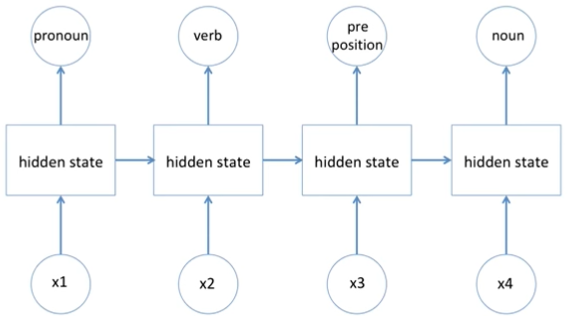 pronoun
verb
pre
position
noun
hidden state
hidden state
hidden state
hidden state
x1
x2
x3
x4